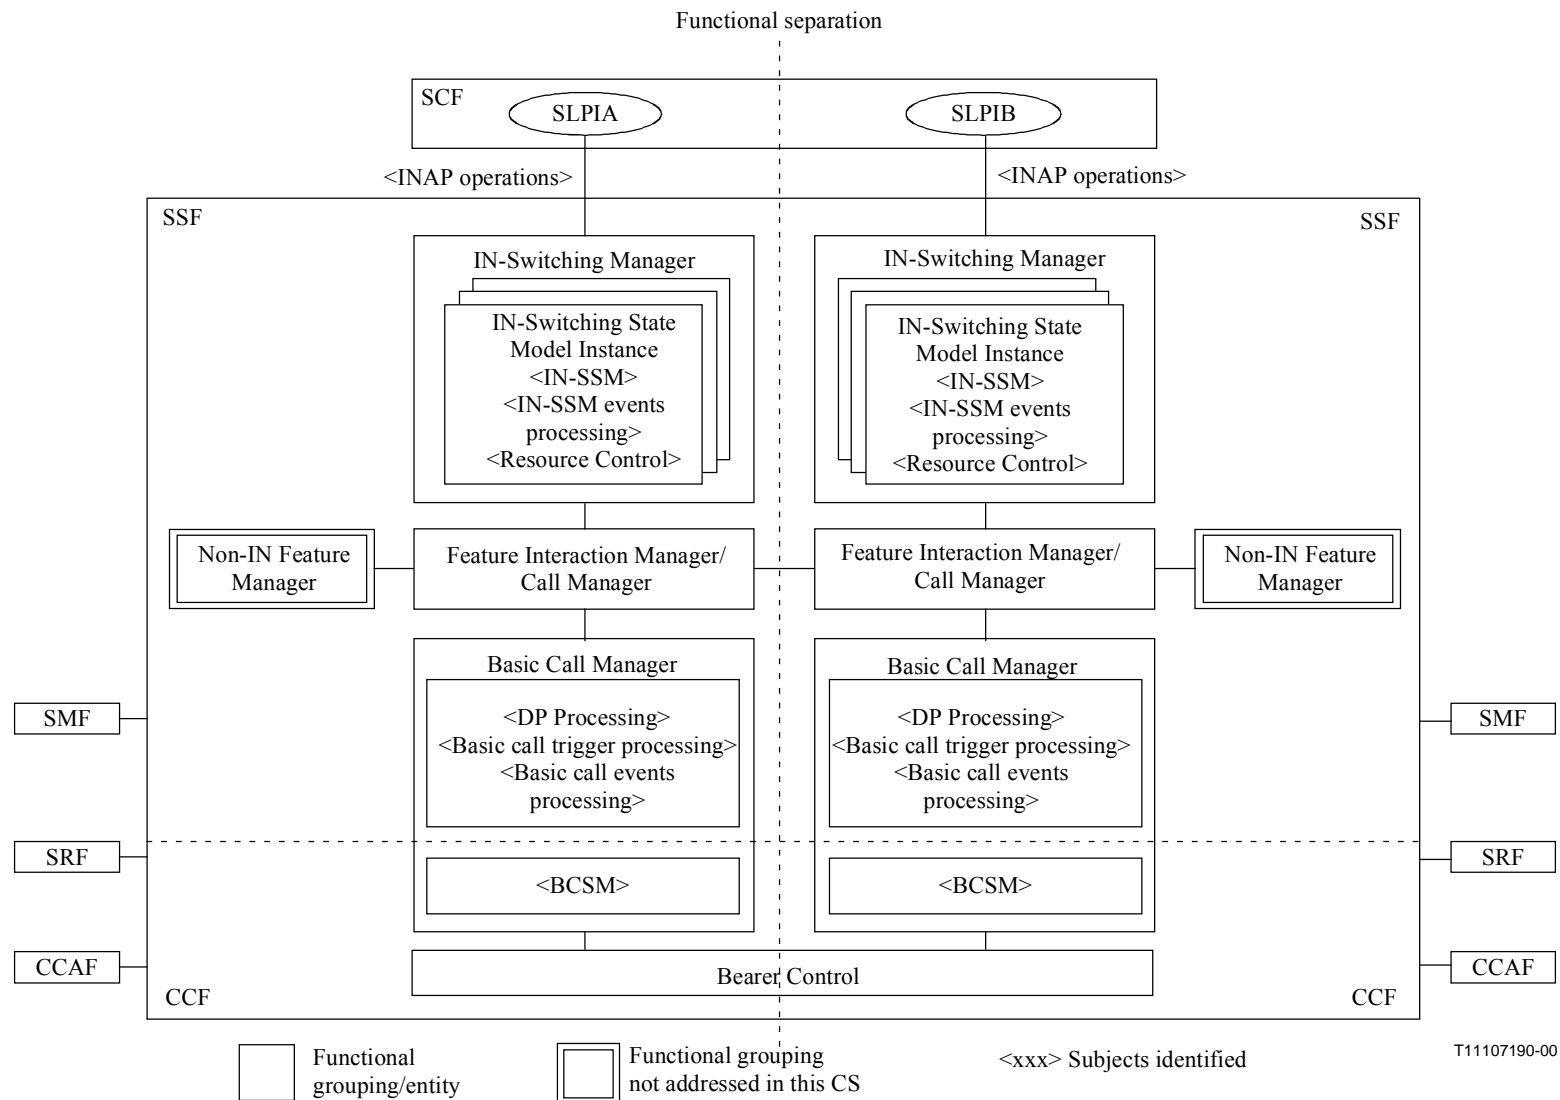 Functional separation
SCF
SLPIA
SLPIB
<INAP operations>
<INAP operations>
SSF
SSF
IN-Switching Manager
IN-Switching State
Model Instance
<IN-SSM>
<IN-SSM events
processing>
<Resource Control>
IN-Switching Manager
IN-Switching State
Model Instance
<IN-SSM>
<IN-SSM events
processing>
<Resource Control>
Non-IN Feature
Manager
Feature Interaction Manager/
Call Manager
Feature Interaction Manager/
Call Manager
Non-IN Feature
Manager
Basic Call Manager
<DP Processing>
<Basic call trigger processing>
<Basic call events
processing>
Basic Call Manager
<DP Processing>
<Basic call trigger processing>
<Basic call events
processing>
SMF
SMF
SRF
SRF
<BCSM>
<BCSM>
CCAF
CCAF
Bearer Control
CCF
CCF
Functional
grouping/entity
Functional grouping
not addressed in this CS
<xxx> Subjects identified
T11107190-00